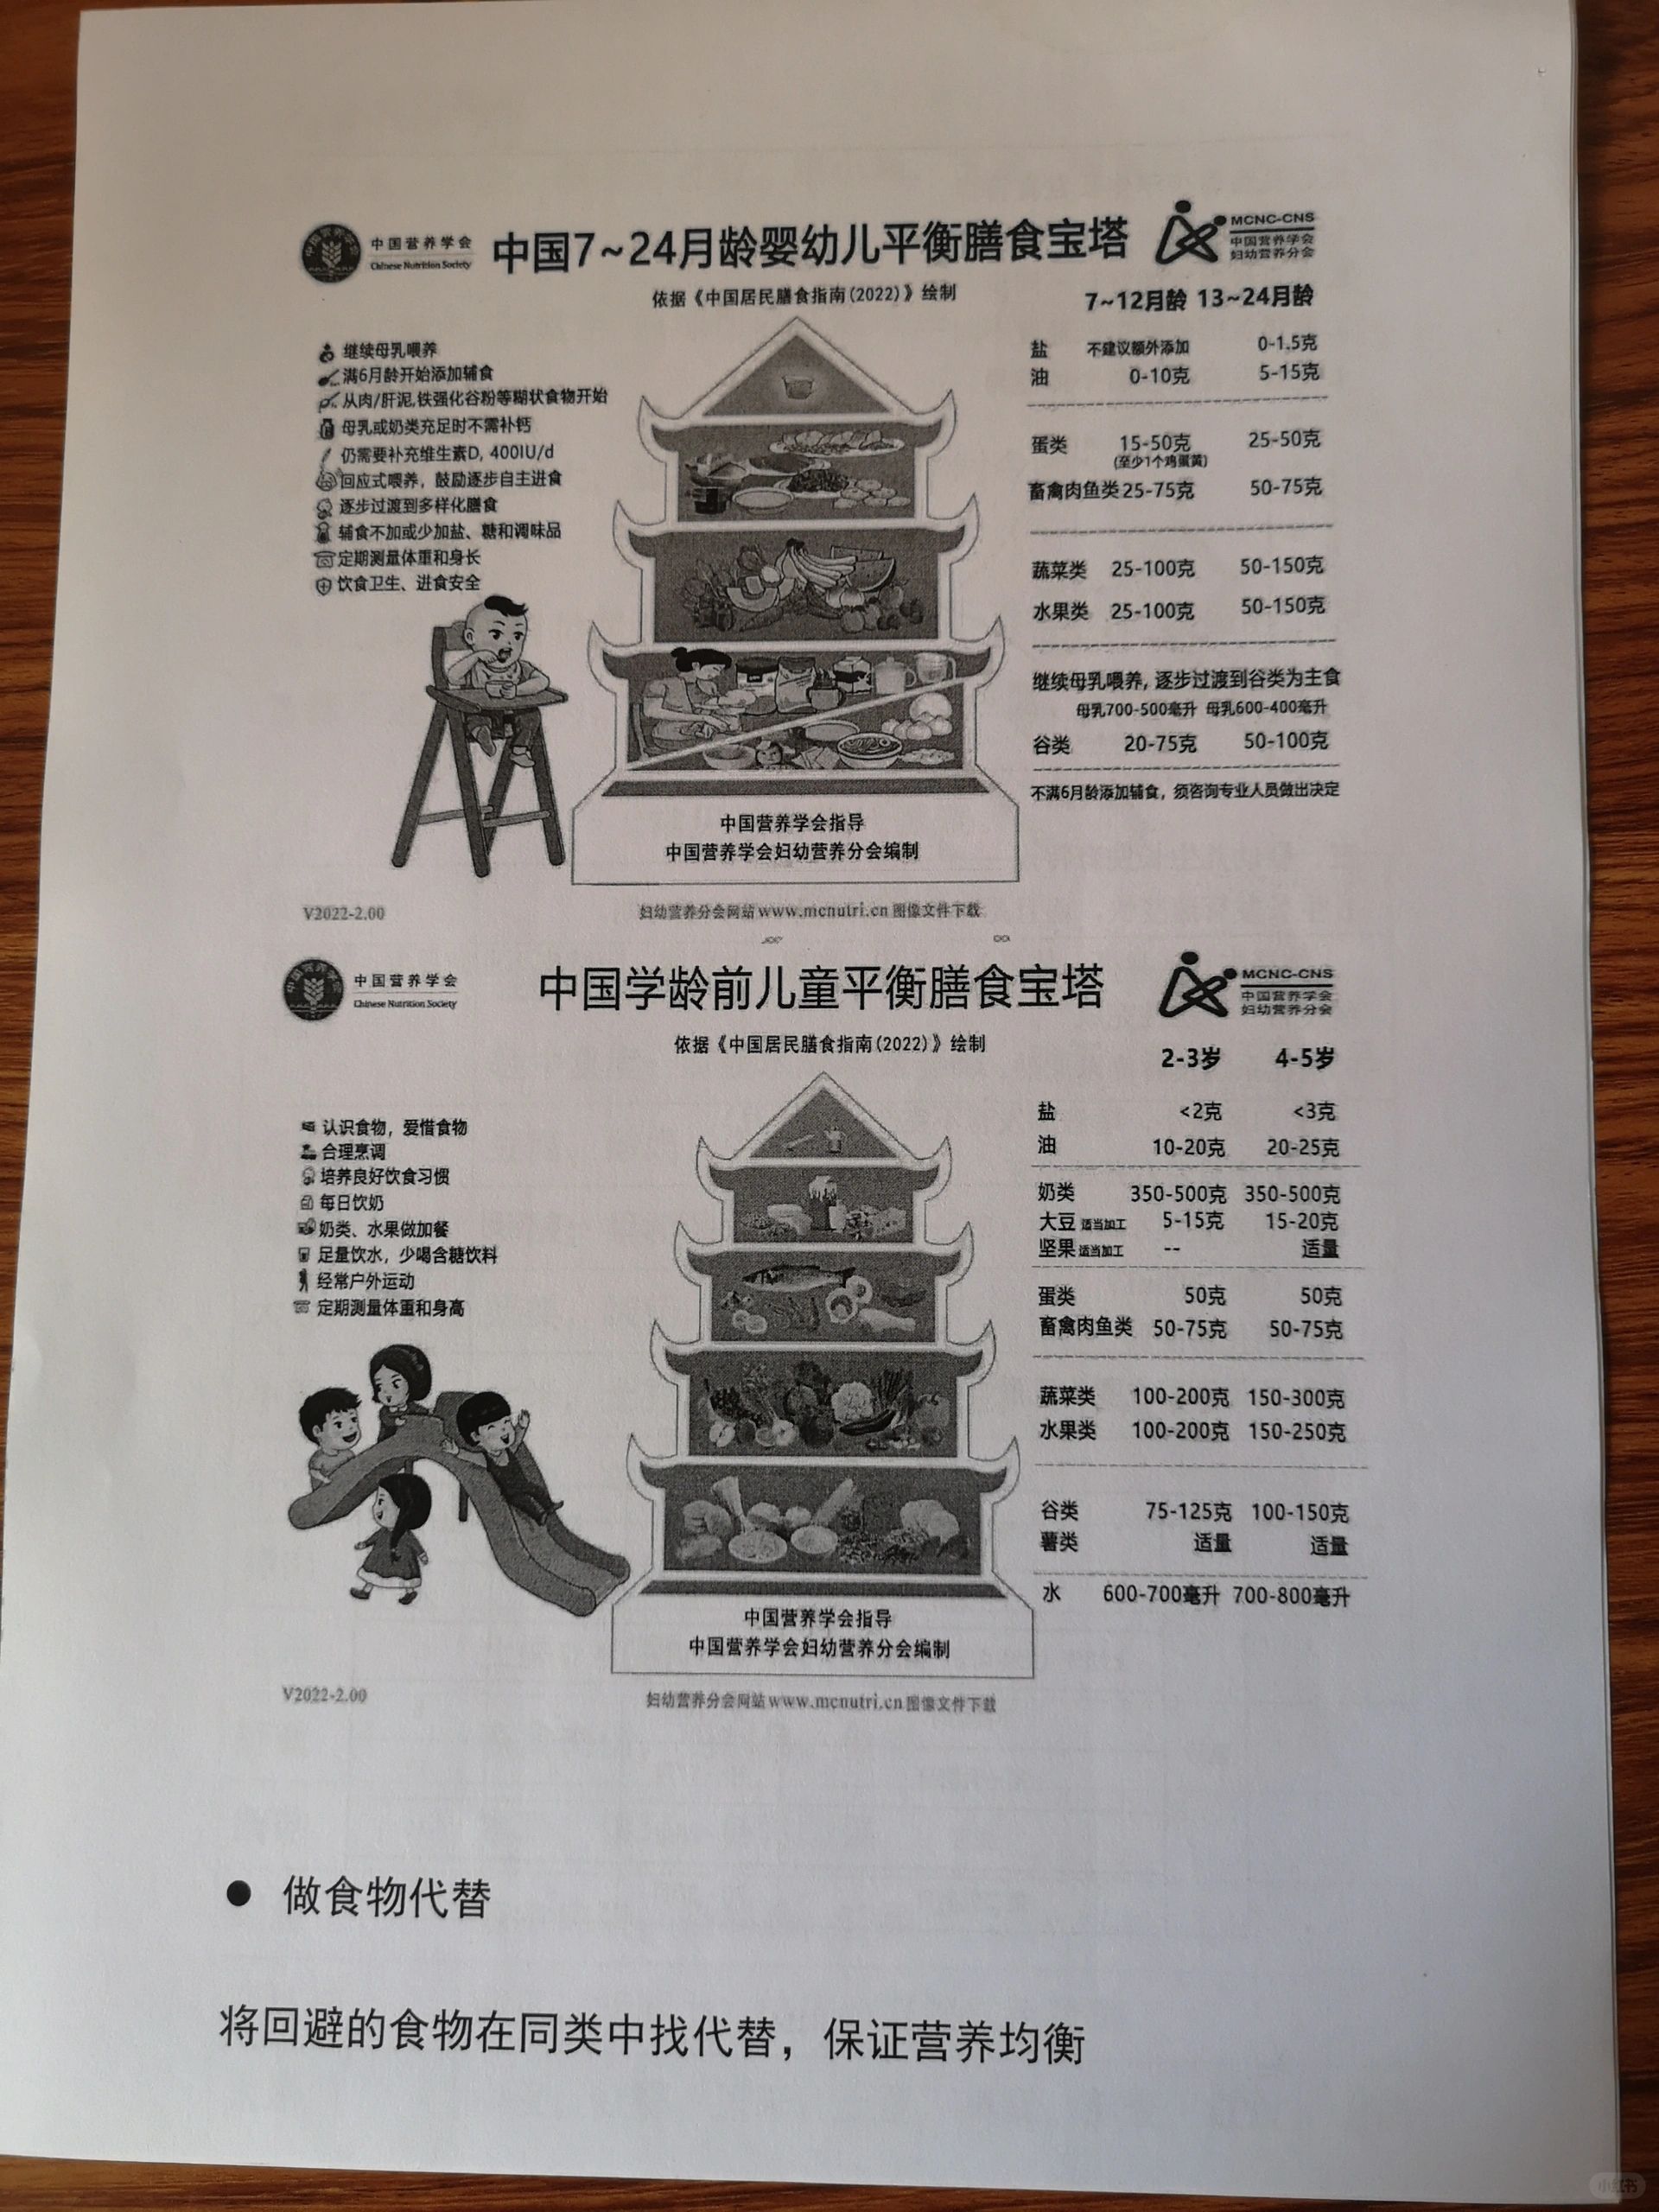 中国营养学会
Chinese Nutrition Society
中国7~24月龄婴幼儿平衡膳食宝塔
MCNC-CNS
中国营养学会
妇幼营养分会
依据《中国居民膳食指南(2022)》绘制
7~12月龄 13~24月龄
继续母乳喂养
满6月龄开始添加辅食
从肉/肝泥,铁强化谷粉等糊状食物开始
母乳或奶类充足时不需补钙
仍需要补充维生素D, 400IU/d
回应式喂养，鼓励逐步自主进食
逐步过渡到多样化膳食
辅食不加或少加盐、糖和调味品
定期测量体重和身长
饮食卫生、进食安全
盐 不建议额外添加 0-1.5克
油 0-10克 5-15克
蛋类 15-50克 25-50克
(至少1个鸡蛋黄)
畜禽肉鱼类 25-75克 50-75克
蔬菜类 25-100克 50-150克
水果类 25-100克 50-150克
继续母乳喂养, 逐步过渡到谷类为主食
母乳700-500毫升 母乳600-400毫升
谷类 20-75克 50-100克
不满6月龄添加辅食，须咨询专业人员做出决定
中国营养学会指导
中国营养学会妇幼营养分会编制
V2022-2.00
妇幼营养分会网站 www.mcnutri.cn 图像文件下载
中国营养学会
Chinese Nutrition Society
中国学龄前儿童平衡膳食宝塔
MCNC-CNS
中国营养学会
妇幼营养分会
依据《中国居民膳食指南(2022)》绘制
2-3岁 4-5岁
认识食物，爱惜食物
合理烹调
培养良好饮食习惯
每日饮奶
奶类、水果做加餐
足量饮水，少喝含糖饮料
经常户外运动
定期测量体重和身高
盐 <2克 <3克
油 10-20克 20-25克
奶类 350-500克 350-500克
大豆 适当加工 5-15克 15-20克
坚果 适当加工 -- 适量
蛋类 50克 50克
畜禽肉鱼类 50-75克 50-75克
蔬菜类 100-200克 150-300克
水果类 100-200克 150-250克
谷类 75-125克 100-150克
薯类 适量 适量
水 600-700毫升 700-800毫升
中国营养学会指导
中国营养学会妇幼营养分会编制
V2022-2.00
妇幼营养分会网站 www.mcnutri.cn 图像文件下载
● 做食物代替
将回避的食物在同类中找代替，保证营养均衡
小红书